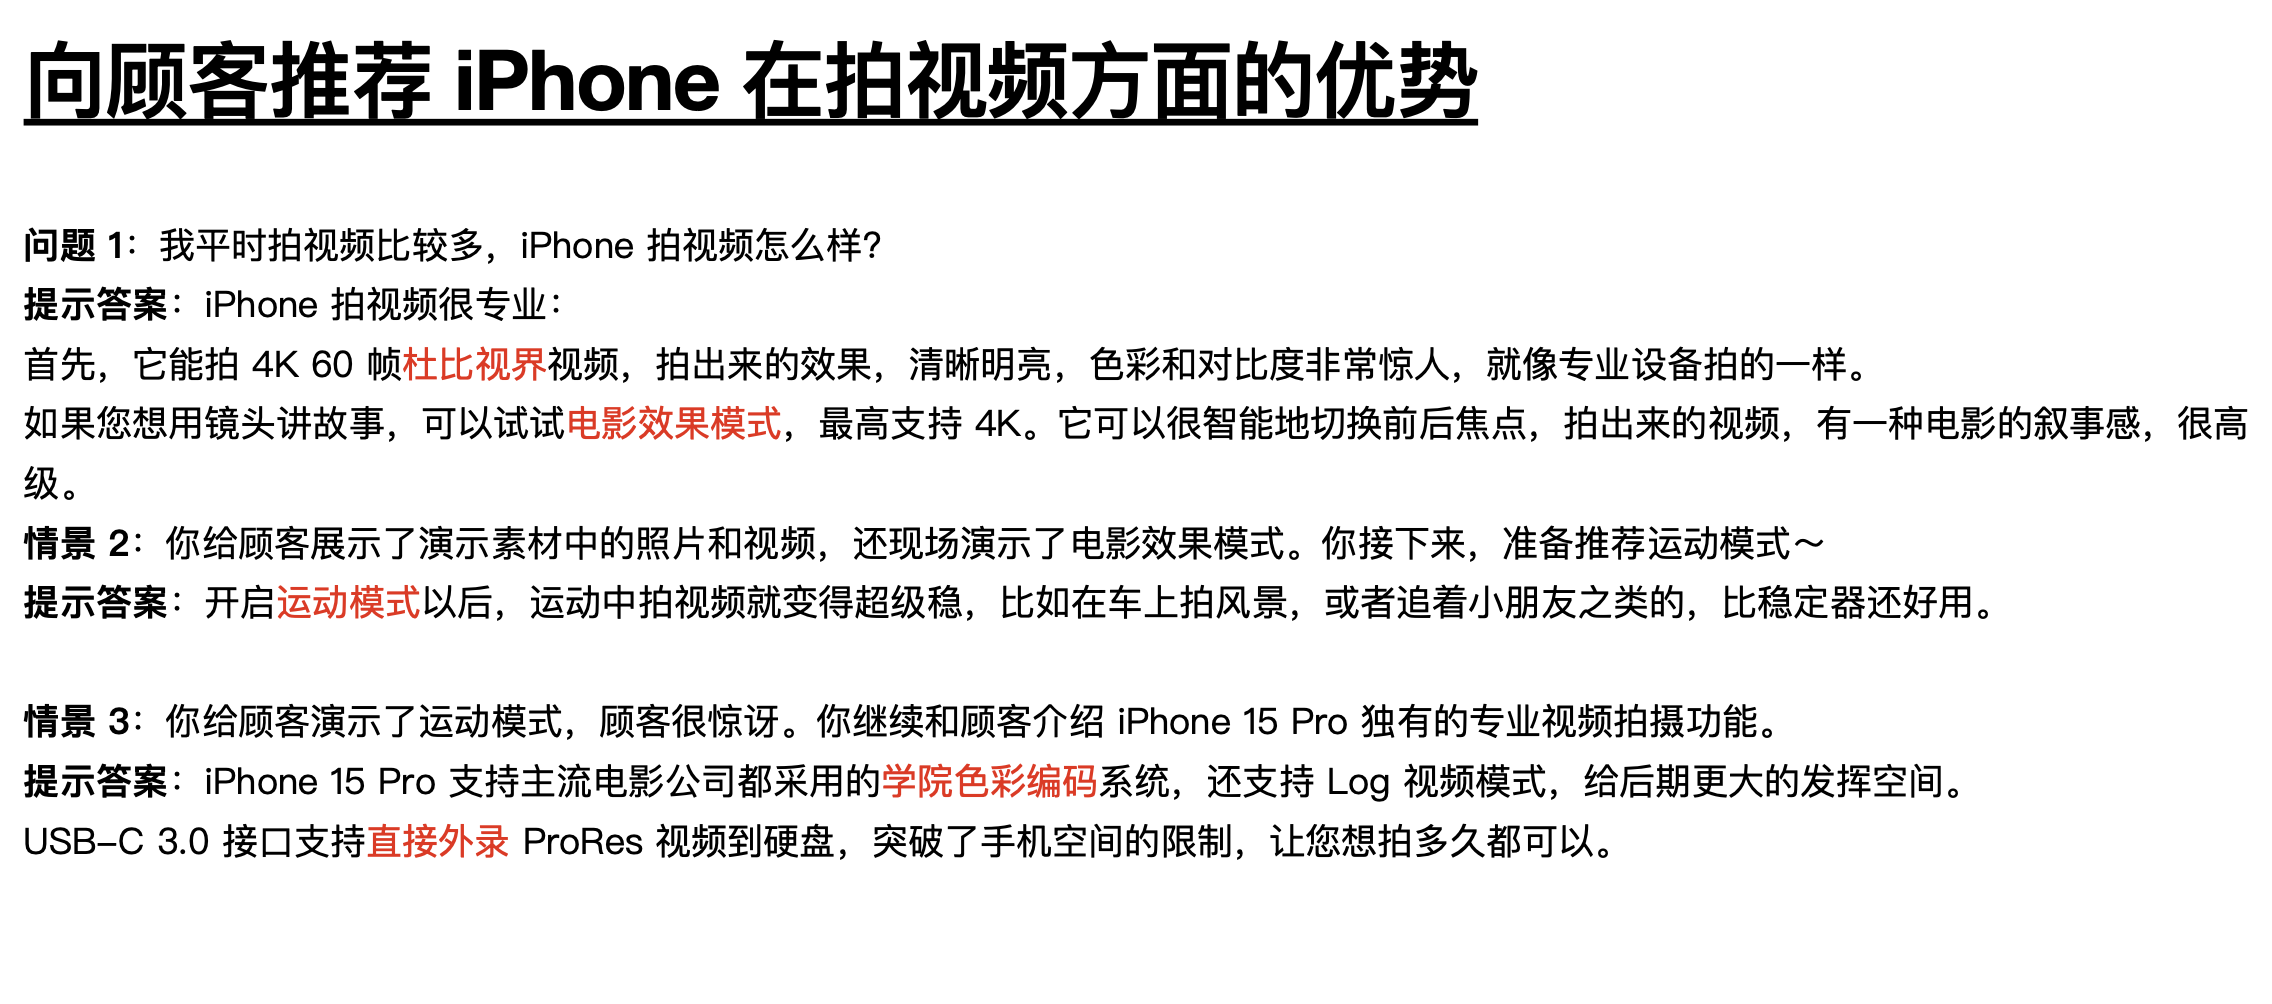 向顾客推荐 iPhone 在拍视频方面的优势
问题 1：我平时拍视频比较多，iPhone 拍视频怎么样？
提示答案：iPhone 拍视频很专业：
首先，它能拍 4K 60 帧杜比视界视频，拍出来的效果，清晰明亮，色彩和对比度非常惊人，就像专业设备拍的一样。
如果您想用镜头讲故事，可以试试电影效果模式，最高支持 4K。它可以很智能地切换前后焦点，拍出来的视频，有一种电影的叙事感，很高
级。
情景 2：你给顾客展示了演示素材中的照片和视频，还现场演示了电影效果模式。你接下来，准备推荐运动模式～
提示答案：开启运动模式以后，运动中拍视频就变得超级稳，比如在车上拍风景，或者追着小朋友之类的，比稳定器还好用。
情景 3：你给顾客演示了运动模式，顾客很惊讶。你继续和顾客介绍 iPhone 15 Pro 独有的专业视频拍摄功能。
提示答案：iPhone 15 Pro 支持主流电影公司都采用的学院色彩编码系统，还支持 Log 视频模式，给后期更大的发挥空间。
USB-C 3.0 接口支持直接外录 ProRes 视频到硬盘，突破了手机空间的限制，让您想拍多久都可以。